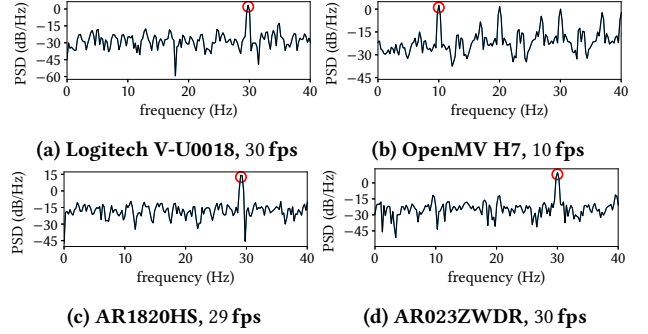 0
−15
−30
−45
−60
PSD (dB/Hz)
0 10 20 30 40
frequency (Hz)
(a) Logitech V-U0018, 30 fps
0
−15
−30
−45
PSD (dB/Hz)
0 10 20 30 40
frequency (Hz)
(b) OpenMV H7, 10 fps
15
0
−15
−30
−45
PSD (dB/Hz)
0 10 20 30 40
frequency (Hz)
(c) AR1820HS, 29 fps
0
−15
−30
−45
PSD (dB/Hz)
0 10 20 30 40
frequency (Hz)
(d) AR023ZWDR, 30 fps